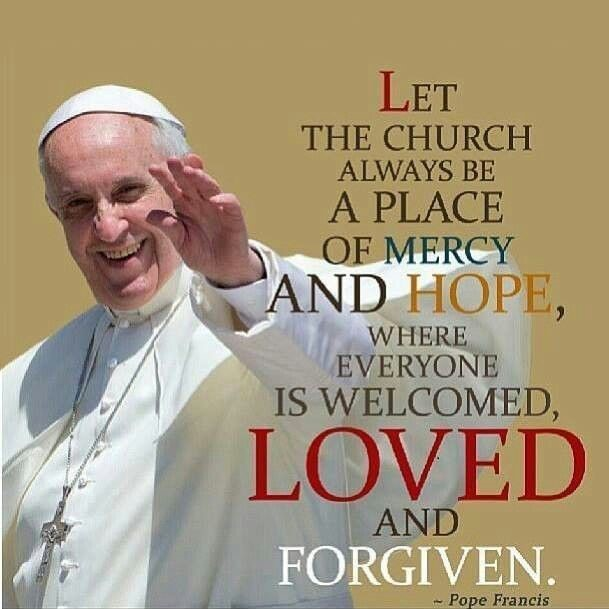 LET
THE CHURCH
ALWAYS BE
A PLACE
OF MERCY
AND HOPE,
WHERE
EVERYONE
IS WELCOMED,
LOVED
AND
FORGIVEN.
~ Pope Francis